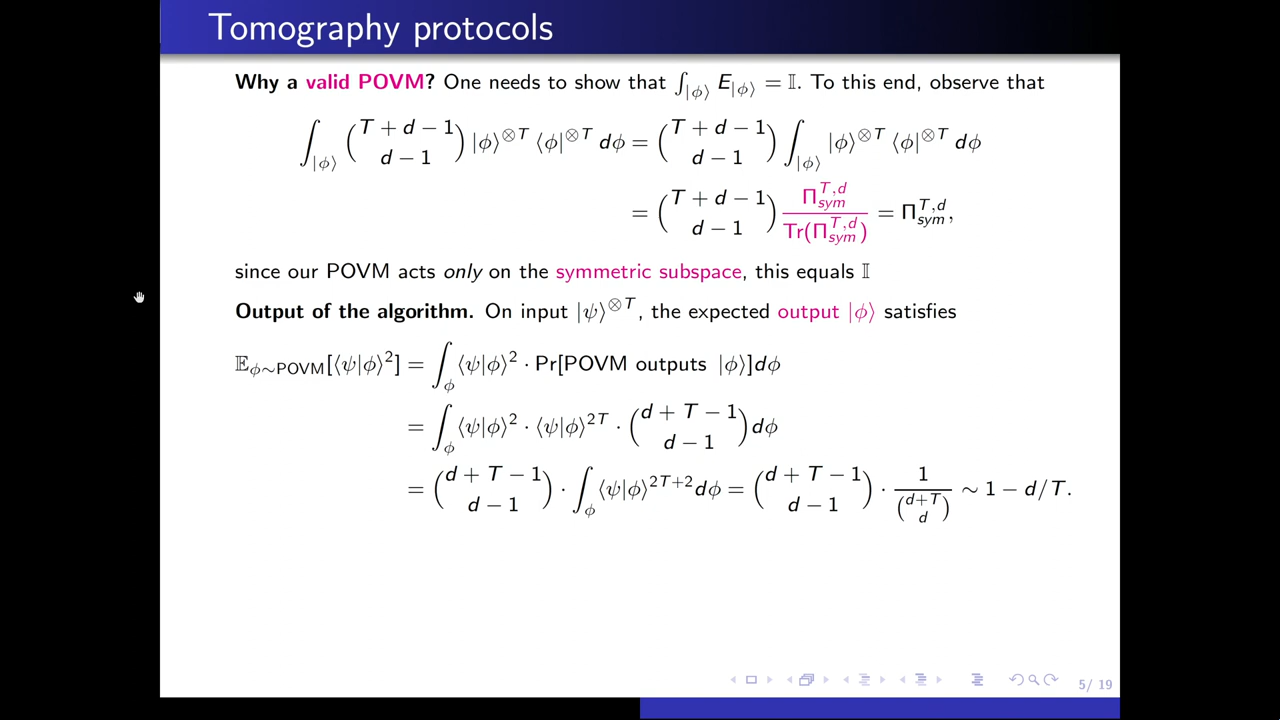 Tomography protocols
Why a valid POVM? One needs to show that ∫_{|ϕ⟩} E_{|ϕ⟩} = 𝕀. To this end, observe that
∫_{|ϕ⟩} (T + d − 1 choose d − 1) |ϕ⟩^{⊗T} ⟨ϕ|^{⊗T} dϕ = (T + d − 1 choose d − 1) ∫_{|ϕ⟩} |ϕ⟩^{⊗T} ⟨ϕ|^{⊗T} dϕ
= (T + d − 1 choose d − 1) Π_{sym}^{T,d} / Tr(Π_{sym}^{T,d}) = Π_{sym}^{T,d},
since our POVM acts only on the symmetric subspace, this equals 𝕀
Output of the algorithm. On input |ψ⟩^{⊗T}, the expected output |ϕ⟩ satisfies
𝔼_{ϕ∼POVM}[⟨ψ|ϕ⟩^2] = ∫_ϕ ⟨ψ|ϕ⟩^2 · Pr[POVM outputs |ϕ⟩]dϕ
= ∫_ϕ ⟨ψ|ϕ⟩^2 · ⟨ψ|ϕ⟩^{2T} · (d + T − 1 choose d − 1) dϕ
= (d + T − 1 choose d − 1) · ∫_ϕ ⟨ψ|ϕ⟩^{2T+2} dϕ = (d + T − 1 choose d − 1) · 1 / (d+T choose d) ∼ 1 − d/T.
5/ 19